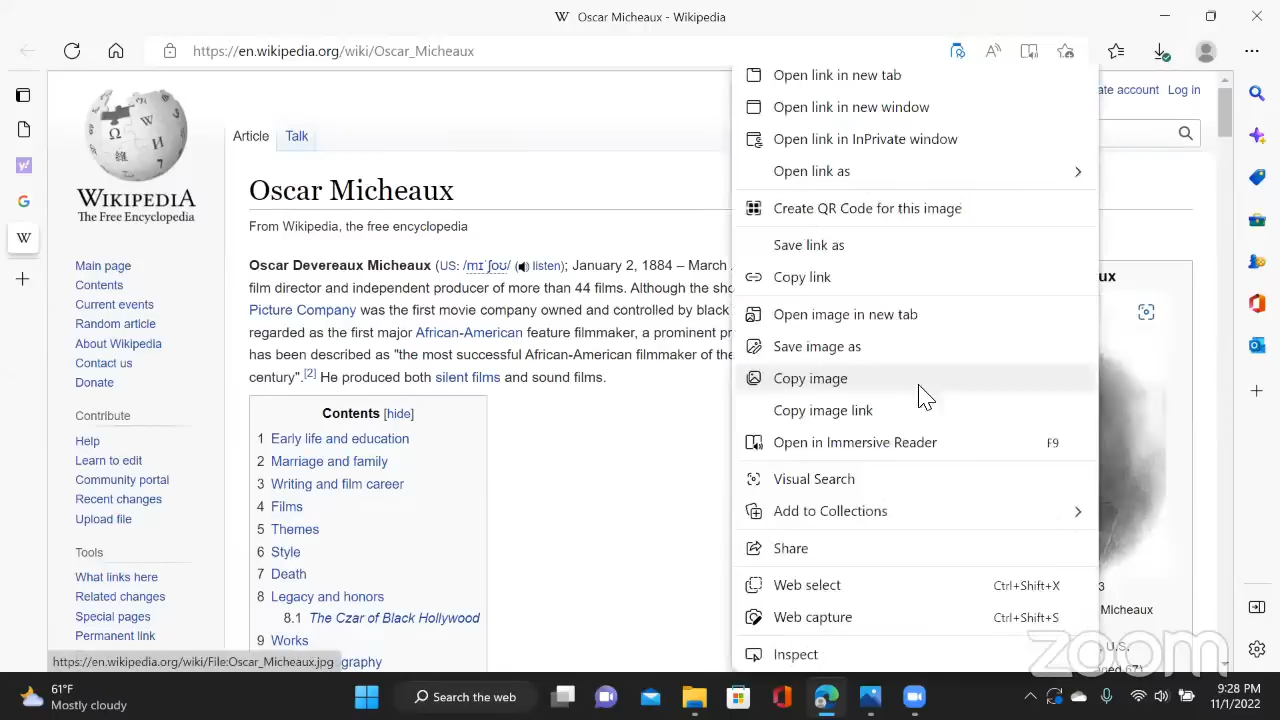 Oscar Micheaux - Wikipedia
https://en.wikipedia.org/wiki/Oscar_Micheaux
WIKIPEDIA
The Free Encyclopedia
Main page
Contents
Current events
Random article
About Wikipedia
Contact us
Donate
Contribute
Help
Learn to edit
Community portal
Recent changes
Upload file
Tools
What links here
Related changes
Special pages
Permanent link
Article Talk
ate account Log in
Oscar Micheaux
From Wikipedia, the free encyclopedia
Oscar Devereaux Micheaux (US: /mɪˈʃoʊ/ (listen); January 2, 1884 – March
film director and independent producer of more than 44 films. Although the sho
Picture Company was the first movie company owned and controlled by black
regarded as the first major African-American feature filmmaker, a prominent pr
has been described as "the most successful African-American filmmaker of the
century".[2] He produced both silent films and sound films.
Contents [hide]
1 Early life and education
2 Marriage and family
3 Writing and film career
4 Films
5 Themes
6 Style
7 Death
8 Legacy and honors
8.1 The Czar of Black Hollywood
9 Works
ography
https://en.wikipedia.org/wiki/File:Oscar_Micheaux.jpg
Open link in new tab
Open link in new window
Open link in InPrivate window
Open link as
Create QR Code for this image
Save link as
Copy link
Open image in new tab
Save image as
Copy image
Copy image link
Open in Immersive Reader F9
Visual Search
Add to Collections
Share
Web select Ctrl+Shift+X
Web capture Ctrl+Shift+S
Inspect
ux
3
Micheaux
U.S.
zoom
61°F
Mostly cloudy
Search the web
9:28 PM
11/1/2022